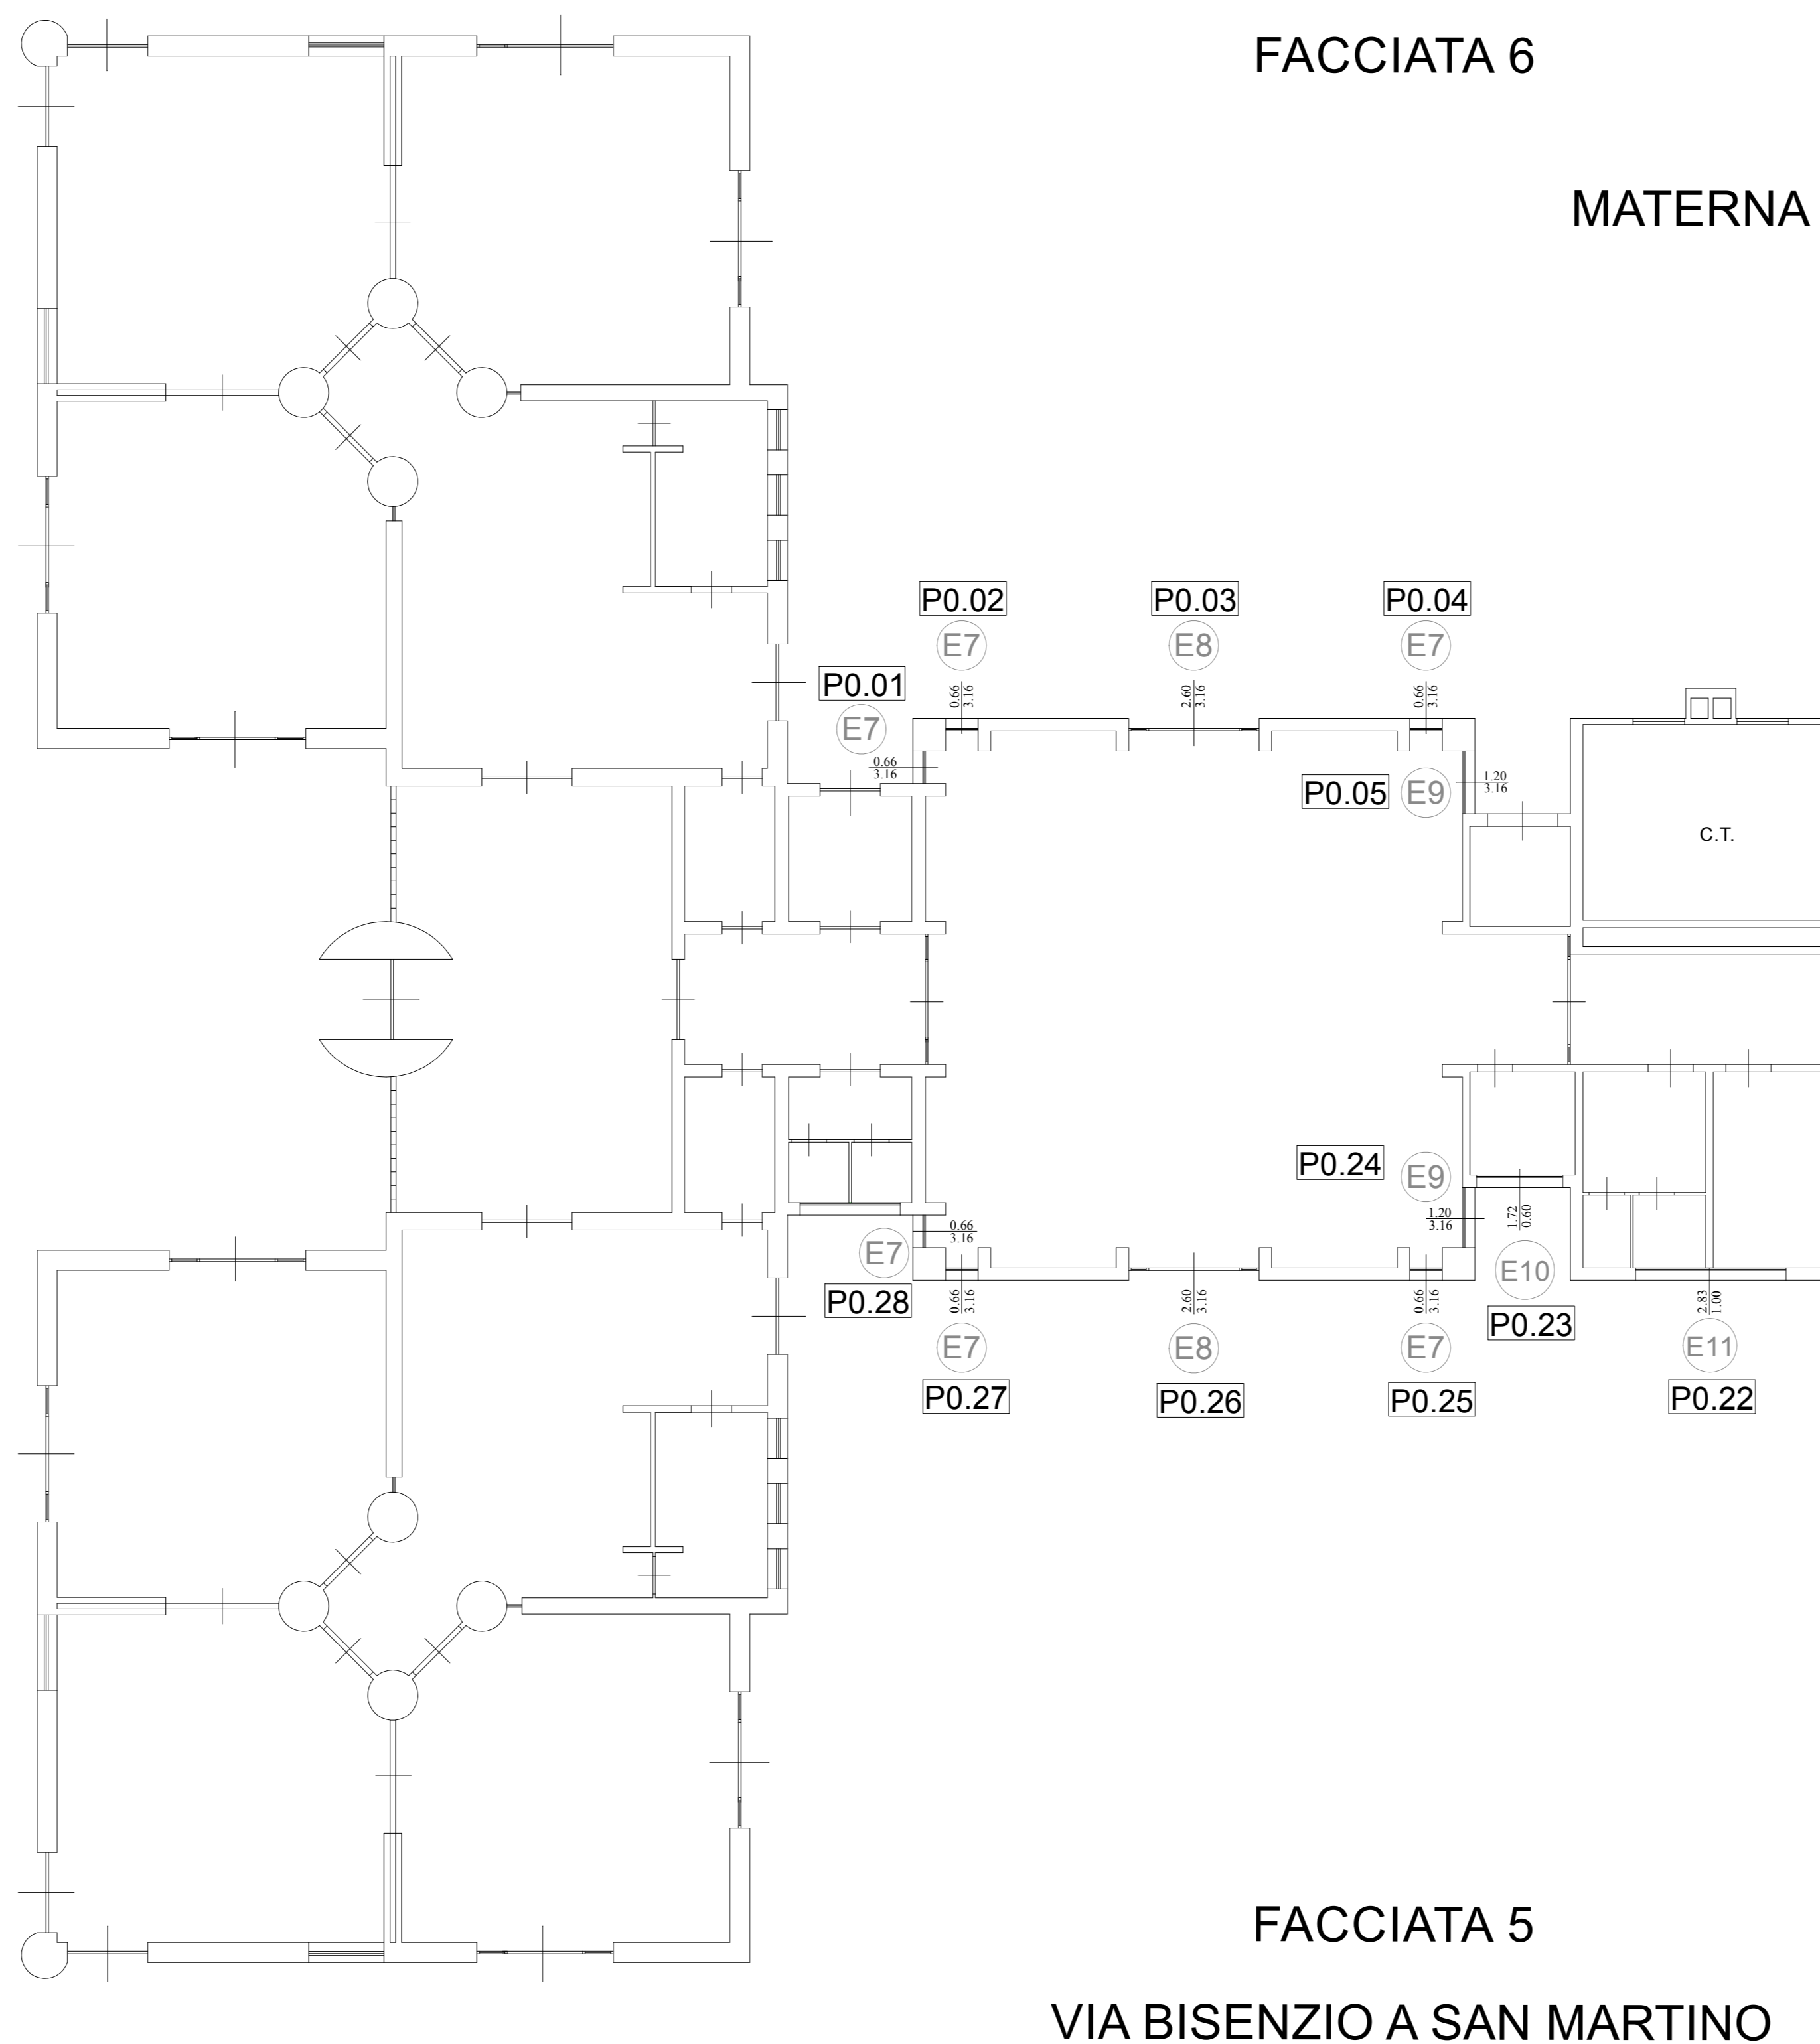 FACCIATA 6
MATERNA
P0.02
P0.03
P0.04
E7
E8
E7
P0.01
0.66
3.16
2.60
3.16
0.66
3.16
E7
0.66
3.16
P0.05
E9
1.20
3.16
C.T.
P0.24
E9
0.66
3.16
1.20
3.16
1.72
0.60
E7
E10
P0.28
0.66
3.16
2.60
3.16
0.66
3.16
2.83
1.00
P0.23
E7
E8
E7
E11
P0.27
P0.26
P0.25
P0.22
FACCIATA 5
VIA BISENZIO A SAN MARTINO